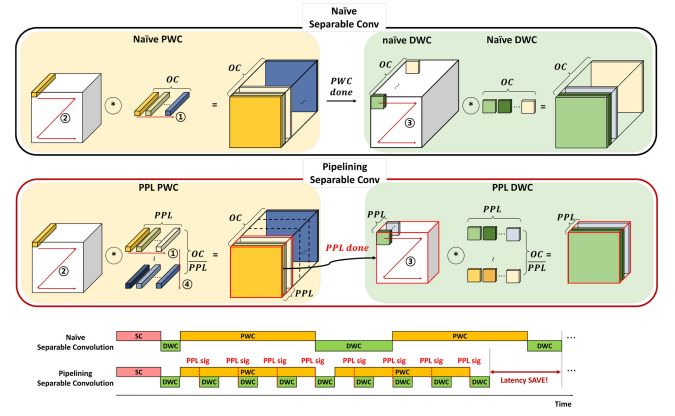 Naïve
Separable Conv
Naïve PWC
naïve DWC
Naïve DWC
OC
②
*
OC
①
=
PWC
done
OC
③
*
OC
=
Pipelining
Separable Conv
PPL PWC
PPL DWC
②
*
PPL
①
OC
PPL
④
=
OC
PPL
PPL done
PPL
③
*
PPL
OC
PPL
=
PPL
Naïve
Separable Convolution
SC
DWC
PWC
DWC
PWC
DWC
...
PPL sig
PPL sig
PPL sig
PPL sig
PPL sig
PPL sig
PPL sig
PPL sig
Pipelining
Separable Convolution
SC
PWC
PWC
DWC
DWC
DWC
DWC
DWC
DWC
DWC
DWC
DWC
Latency SAVE!
...
Time